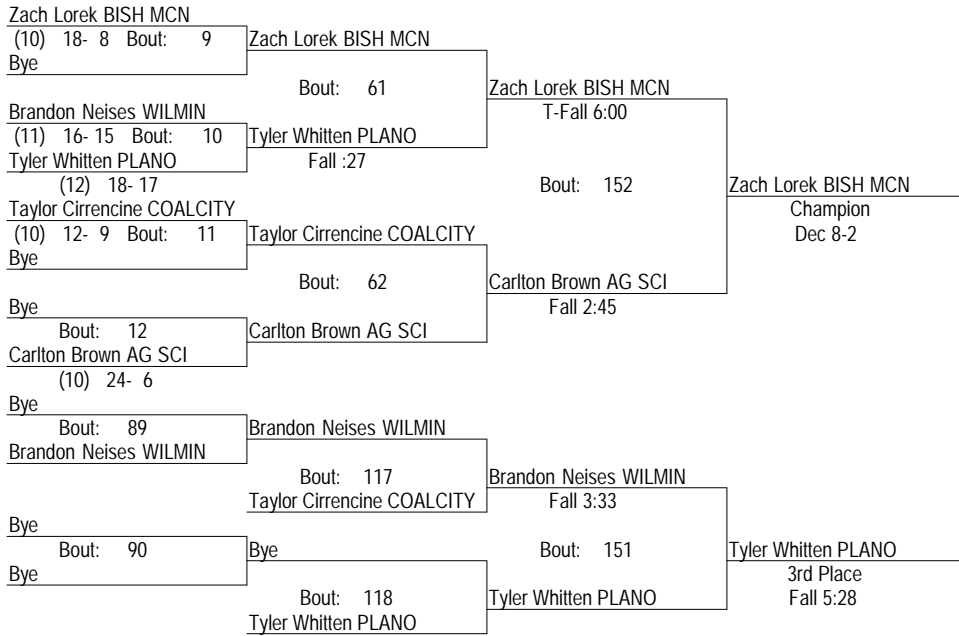 Zach Lorek BISH MCN
(10) 18- 8 Bout: 9 Zach Lorek BISH MCN
Bye
Bout: 61 Zach Lorek BISH MCN
Brandon Neises WILMIN T-Fall 6:00
(11) 16- 15 Bout: 10 Tyler Whitten PLANO
Tyler Whitten PLANO Fall :27
(12) 18- 17 Bout: 152 Zach Lorek BISH MCN
Taylor Cirrencine COALCITY Champion
(10) 12- 9 Bout: 11 Taylor Cirrencine COALCITY Dec 8-2
Bye
Bout: 62 Carlton Brown AG SCI
Bye Fall 2:45
Bout: 12 Carlton Brown AG SCI
Carlton Brown AG SCI
(10) 24- 6
Bye
Bout: 89 Brandon Neises WILMIN
Brandon Neises WILMIN
Bout: 117 Brandon Neises WILMIN
Taylor Cirrencine COALCITY Fall 3:33
Bye
Bout: 90 Bye Bout: 151 Tyler Whitten PLANO
Bye 3rd Place
Bout: 118 Tyler Whitten PLANO Fall 5:28
Tyler Whitten PLANO